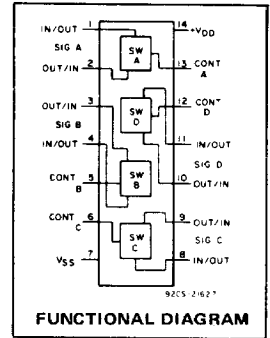 IN/OUT 1
SIG A
OUT/IN 2
OUT/IN 3
SIG B
IN/OUT 4
CONT B 5
CONT C 6
VSS 7
SW A
SW D
SW B
SW C
14 +VDD
13 CONT A
12 CONT D
11 IN/OUT
SIG D
10 OUT/IN
9 OUT/IN
SIG C
8 IN/OUT
92CS-21627
FUNCTIONAL DIAGRAM